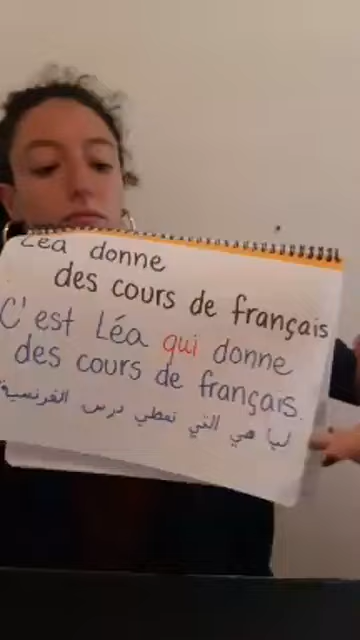 Léa donne
des cours de français
C'est Léa qui donne
des cours de français.
ليا هي التي تعطي درس الفرنسية